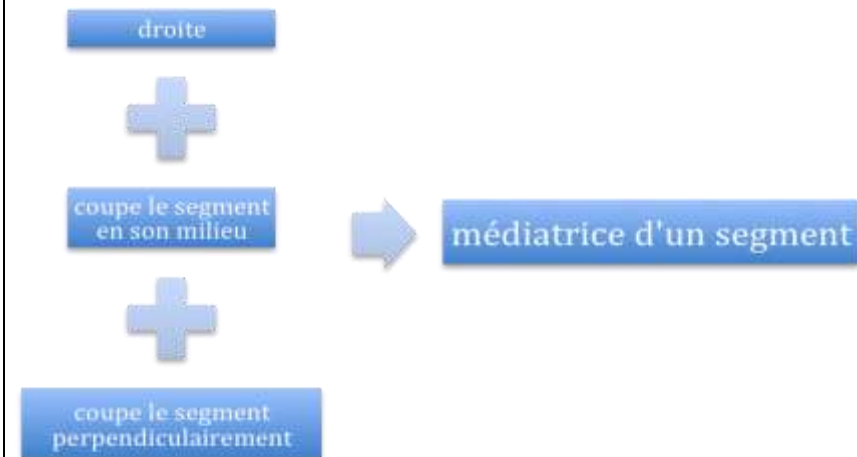 droite
coupe le segment
en son milieu
médiatrice d'un segment
coupe le segment
perpendiculairement